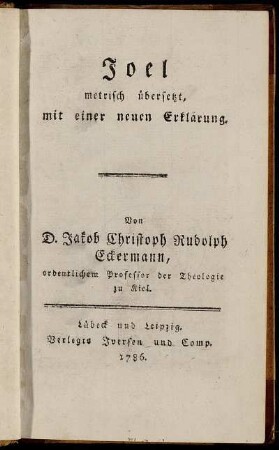 Joel
metrisch übersetzt,
mit einer neuen Erklärung.
Von
D. Jakob Christoph Rudolph
Eckermann,
ordentlichem Professor der Theologie
zu Kiel.
Lübeck und Leipzig.
Verlegts Iversen und Comp.
1786.